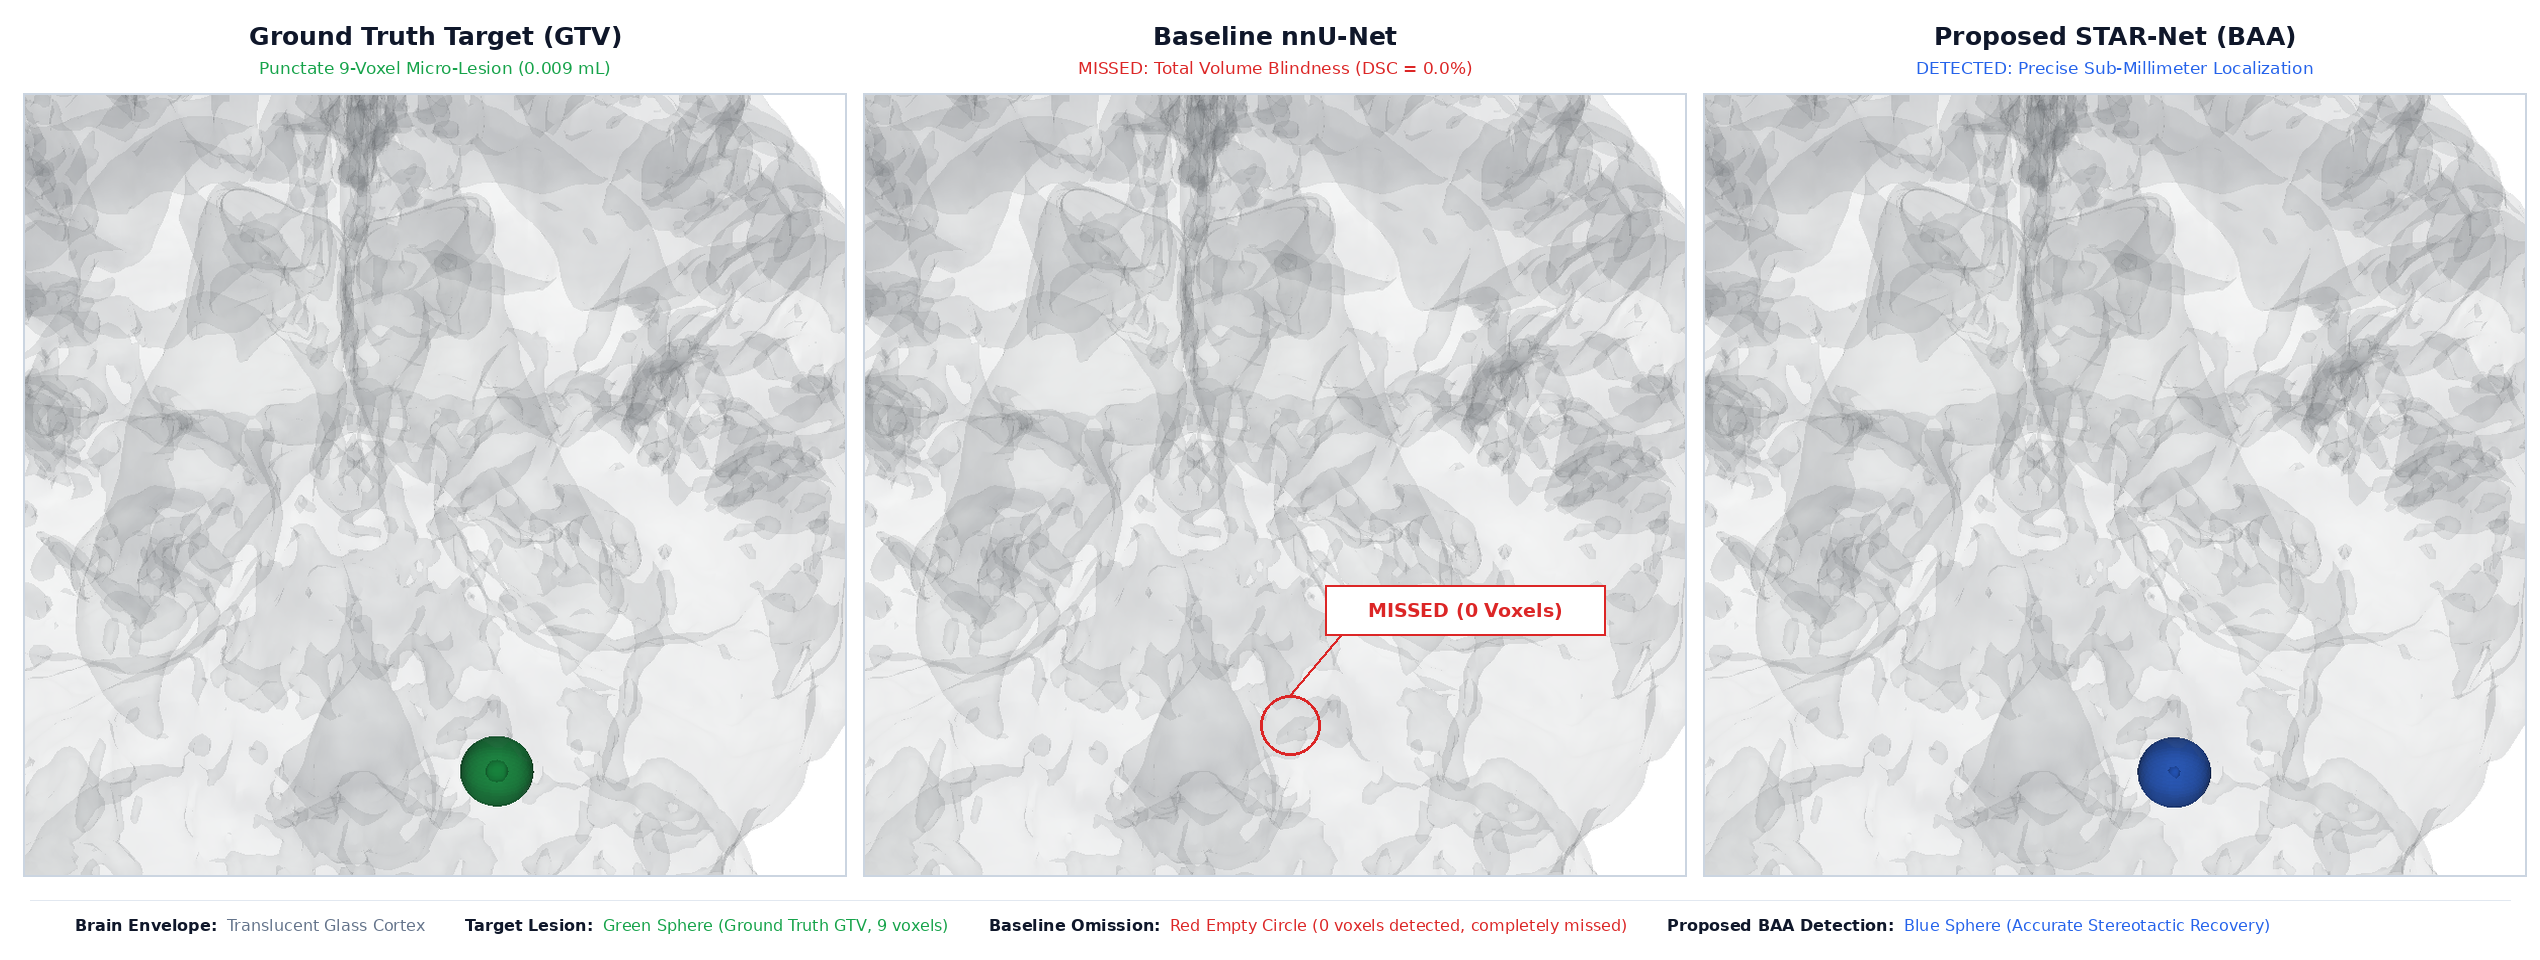 Ground Truth Target (GTV)
Punctate 9-Voxel Micro-Lesion (0.009 mL)
Baseline nnU-Net
MISSED: Total Volume Blindness (DSC = 0.0%)
Proposed STAR-Net (BAA)
DETECTED: Precise Sub-Millimeter Localization
MISSED (0 Voxels)
Brain Envelope: Translucent Glass Cortex Target Lesion: Green Sphere (Ground Truth GTV, 9 voxels) Baseline Omission: Red Empty Circle (0 voxels detected, completely missed) Proposed BAA Detection: Blue Sphere (Accurate Stereotactic Recovery)